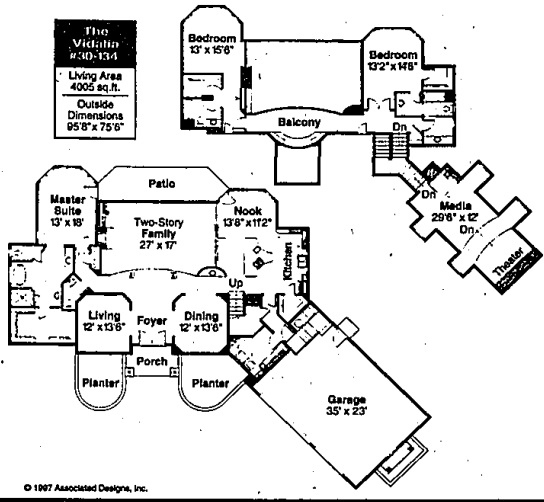 The
Vidalia
#30-134
Living Area
4005 sq.ft.
Outside
Dimensions
95'8" x 75'6"
Bedroom
13' x 15'6"
Bedroom
13'2" x 14'8"
Balcony
Dn
Dn
Media
29'6" x 12'
Dn
Theater
Patio
Master
Suite
13' x 18'
Two-Story
Family
27' x 17'
Nook
13'8" x 11'2"
Kitchen
Up
Living
12' x 13'6"
Foyer
Dining
12' x 13'6"
Porch
Planter
Planter
Garage
35' x 23'
© 1997 Associated Designs, Inc.